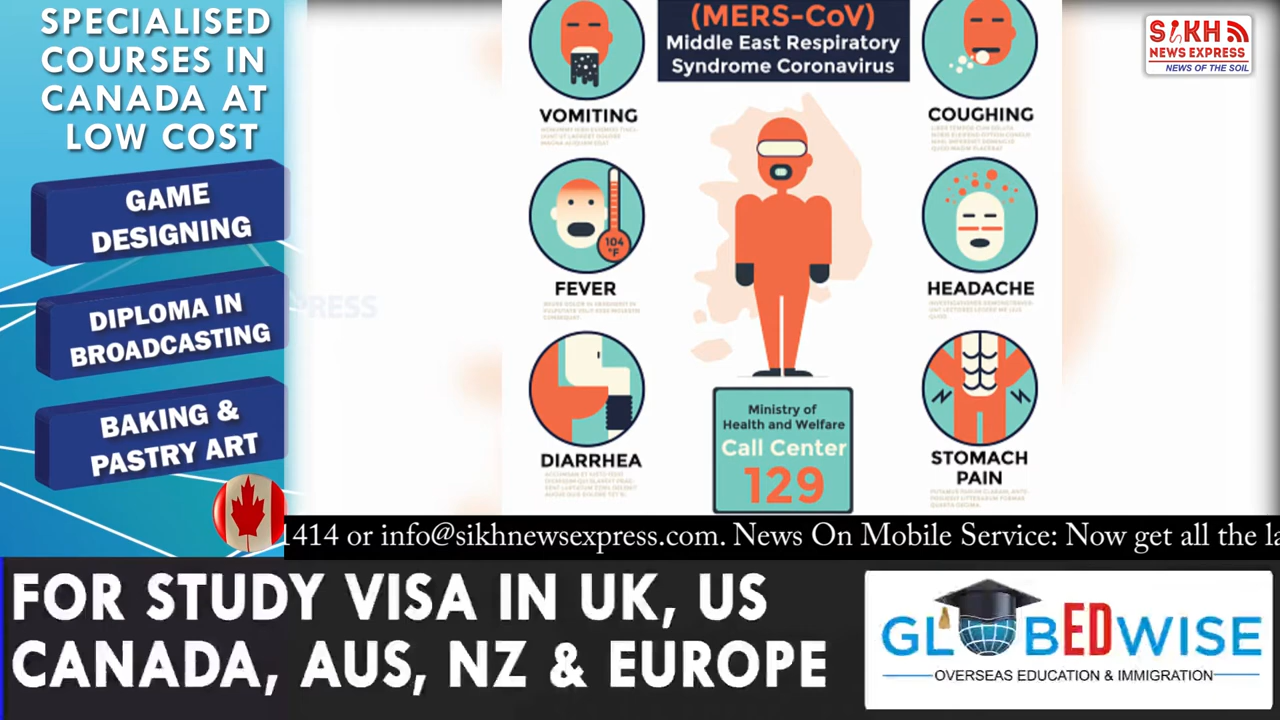 SPECIALISED
COURSES IN
CANADA AT
LOW COST
GAME
DESIGNING
DIPLOMA IN
BROADCASTING
BAKING &
PASTRY ART
(MERS-CoV)
Middle East Respiratory
Syndrome Coronavirus
VOMITING
COUGHING
FEVER
104
°F
HEADACHE
DIARRHEA
STOMACH
PAIN
Ministry of
Health and Welfare
Call Center
129
PRESS
SiKH
NEWS EXPRESS
NEWS OF THE SOIL
1414 or info@sikhnewsexpress.com. News On Mobile Service: Now get all the la
FOR STUDY VISA IN UK, US
CANADA, AUS, NZ & EUROPE
GLOBEDWISE
OVERSEAS EDUCATION & IMMIGRATION